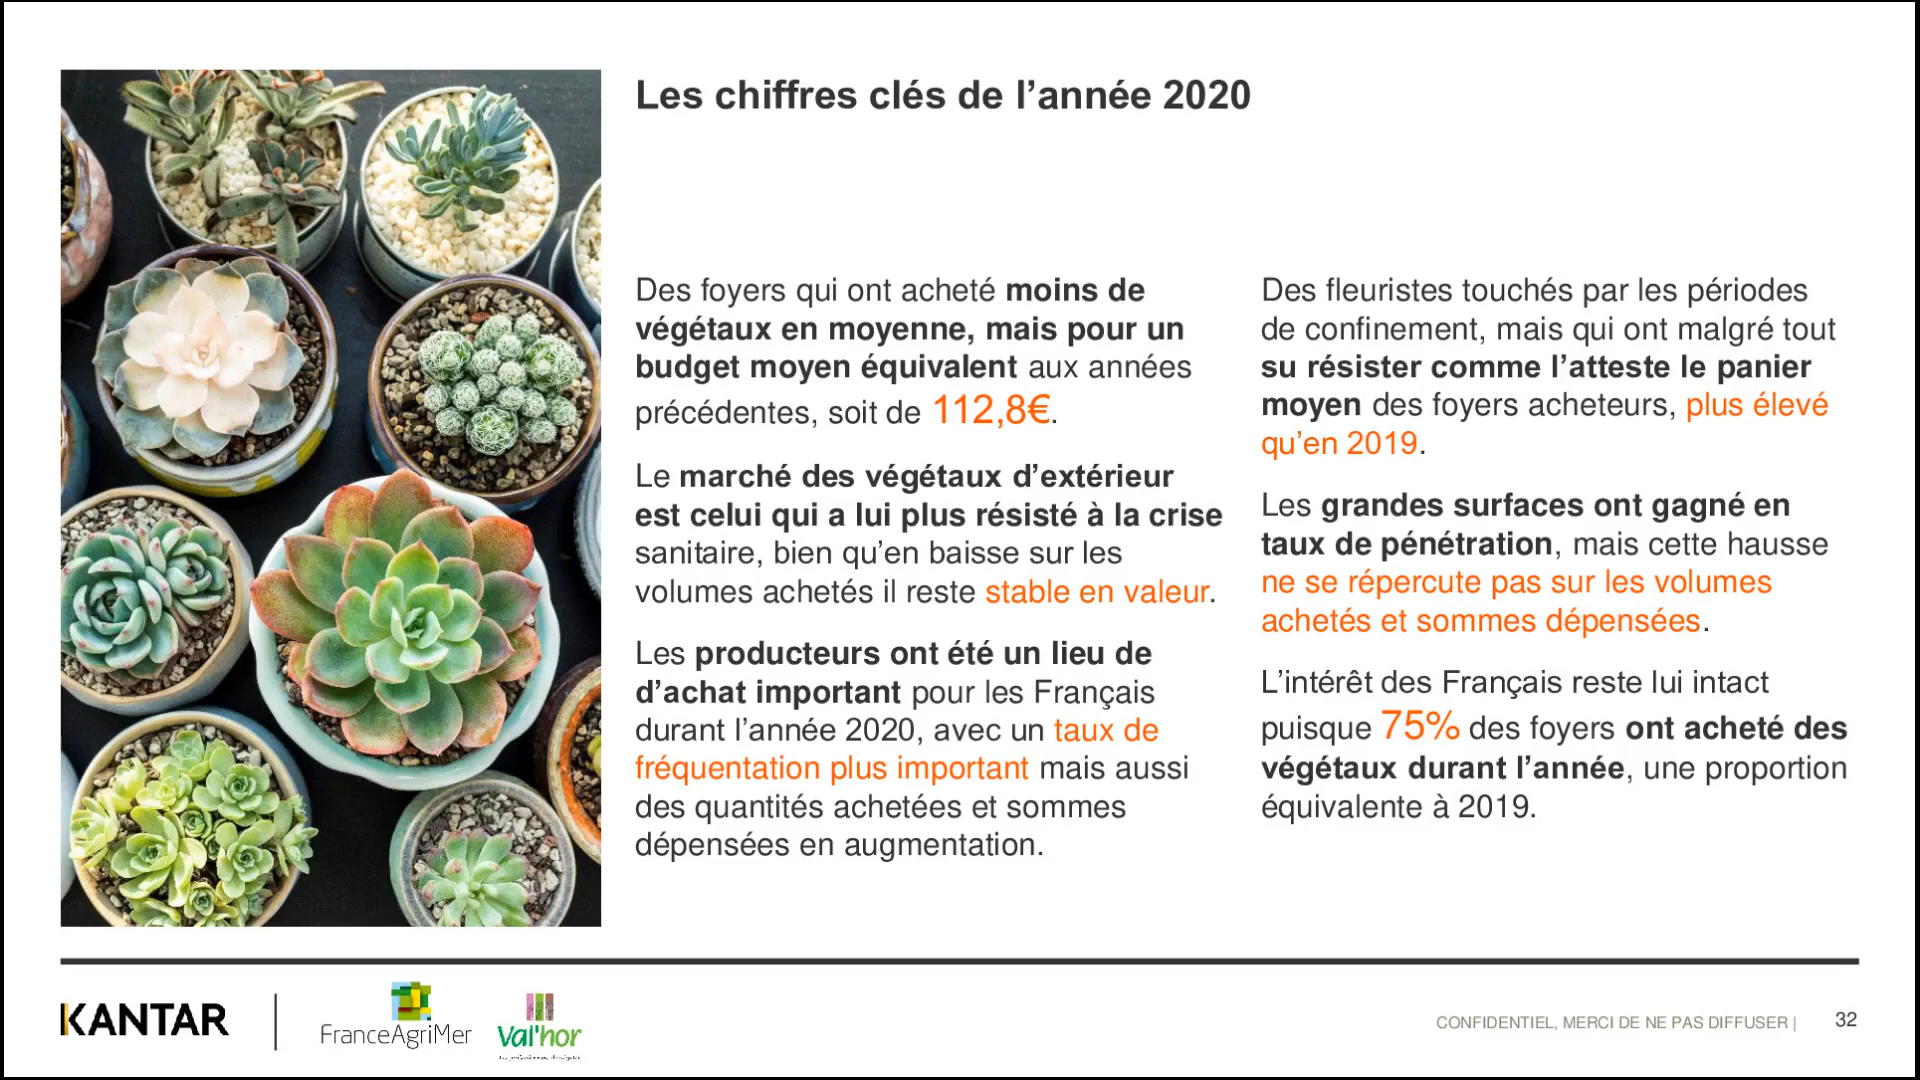 Les chiffres clés de l’année 2020
Des foyers qui ont acheté moins de
végétaux en moyenne, mais pour un
budget moyen équivalent aux années
précédentes, soit de 112,8€.
Le marché des végétaux d’extérieur
est celui qui a lui plus résisté à la crise
sanitaire, bien qu’en baisse sur les
volumes achetés il reste stable en valeur.
Les producteurs ont été un lieu de
d’achat important pour les Français
durant l’année 2020, avec un taux de
fréquentation plus important mais aussi
des quantités achetées et sommes
dépensées en augmentation.
Des fleuristes touchés par les périodes
de confinement, mais qui ont malgré tout
su résister comme l’atteste le panier
moyen des foyers acheteurs, plus élevé
qu’en 2019.
Les grandes surfaces ont gagné en
taux de pénétration, mais cette hausse
ne se répercute pas sur les volumes
achetés et sommes dépensées.
L’intérêt des Français reste lui intact
puisque 75% des foyers ont acheté des
végétaux durant l’année, une proportion
équivalente à 2019.
KANTAR
FranceAgriMer
Val'hor
CONFIDENTIEL, MERCI DE NE PAS DIFFUSER |
32